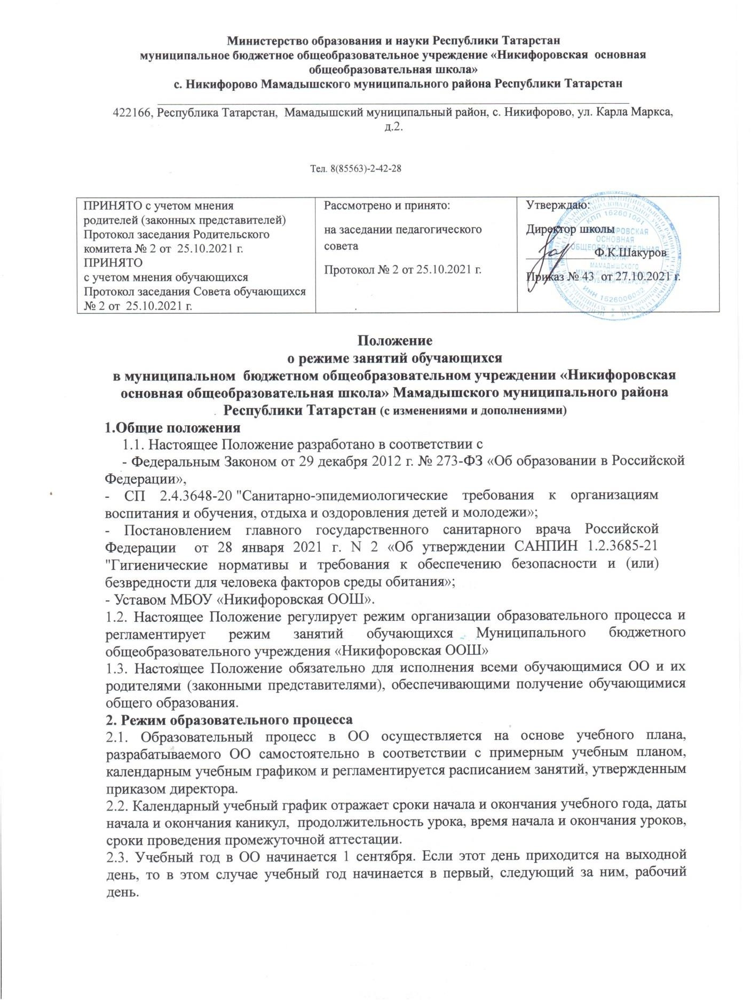 Министерство образования и науки Республики Татарстан
муниципальное бюджетное общеобразовательное учреждение «Никифоровская основная
общеобразовательная школа»
с. Никифорово Мамадышского муниципального района Республики Татарстан
422166, Республика Татарстан, Мамадышский муниципальный район, с. Никифорово, ул. Карла Маркса,
д.2.
Тел. 8(85563)-2-42-28
ПРИНЯТО с учетом мнения
родителей (законных представителей)
Протокол заседания Родительского
комитета № 2 от 25.10.2021 г.
ПРИНЯТО
с учетом мнения обучающихся
Протокол заседания Совета обучающихся
№ 2 от 25.10.2021 г.
Рассмотрено и принято:
на заседании педагогического
совета
Протокол № 2 от 25.10.2021 г.
Утверждаю:
Директор школы
___________Ф.К.Шакуров
Приказ № 43 от 27.10.2021 г.
КПП 162601001
ОСНОВНАЯ
ОБЩЕОБРАЗОВАТЕЛЬНАЯ
ШКОЛА»
МАМАДЫШСКОГО
МУНИЦИПАЛЬНОГО РАЙОНА
РЕСПУБЛИКИ ТАТАРСТАН
ИНН 1626006032
Положение
о режиме занятий обучающихся
в муниципальном бюджетном общеобразовательном учреждении «Никифоровская
основная общеобразовательная школа» Мамадышского муниципального района
Республики Татарстан (с изменениями и дополнениями)
1.Общие положения
1.1. Настоящее Положение разработано в соответствии с
- Федеральным Законом от 29 декабря 2012 г. № 273-ФЗ «Об образовании в Российской
Федерации»,
- СП 2.4.3648-20 "Санитарно-эпидемиологические требования к организациям
воспитания и обучения, отдыха и оздоровления детей и молодежи»;
- Постановлением главного государственного санитарного врача Российской
Федерации от 28 января 2021 г. N 2 «Об утверждении САНПИН 1.2.3685-21
"Гигиенические нормативы и требования к обеспечению безопасности и (или)
безвредности для человека факторов среды обитания»;
- Уставом МБОУ «Никифоровская ООШ».
1.2. Настоящее Положение регулирует режим организации образовательного процесса и
регламентирует режим занятий обучающихся Муниципального бюджетного
общеобразовательного учреждения «Никифоровская ООШ»
1.3. Настоящее Положение обязательно для исполнения всеми обучающимися ОО и их
родителями (законными представителями), обеспечивающими получение обучающимися
общего образования.
2. Режим образовательного процесса
2.1. Образовательный процесс в ОО осуществляется на основе учебного плана,
разрабатываемого ОО самостоятельно в соответствии с примерным учебным планом,
календарным учебным графиком и регламентируется расписанием занятий, утвержденным
приказом директора.
2.2. Календарный учебный график отражает сроки начала и окончания учебного года, даты
начала и окончания каникул, продолжительность урока, время начала и окончания уроков,
сроки проведения промежуточной аттестации.
2.3. Учебный год в ОО начинается 1 сентября. Если этот день приходится на выходной
день, то в этом случае учебный год начинается в первый, следующий за ним, рабочий
день.